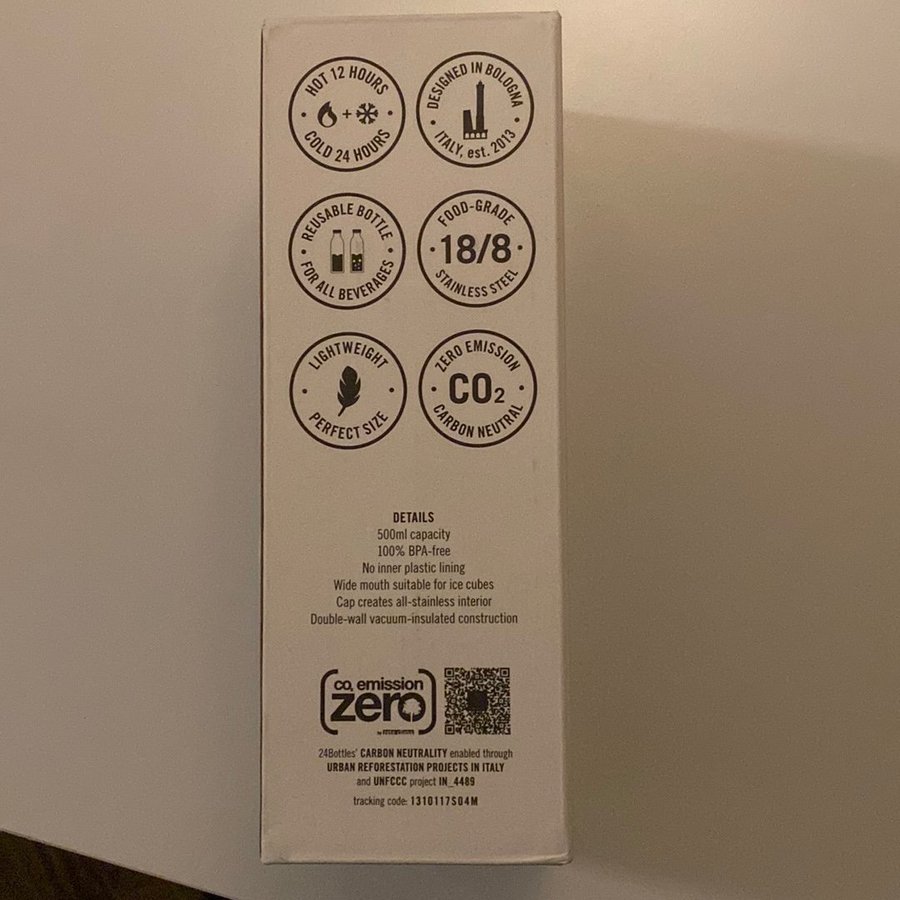 HOT 12 HOURS
+
COLD 24 HOURS
DESIGNED IN BOLOGNA
ITALY, est. 2013
REUSABLE BOTTLE
FOR ALL BEVERAGES
FOOD-GRADE
18/8
STAINLESS STEEL
LIGHTWEIGHT
PERFECT SIZE
ZERO EMISSION
CO2
CARBON NEUTRAL
DETAILS
500ml capacity
100% BPA-free
No inner plastic lining
Wide mouth suitable for ice cubes
Cap creates all-stainless interior
Double-wall vacuum-insulated construction
co2 emission
zero
by
24Bottles' CARBON NEUTRALITY enabled through
URBAN REFORESTATION PROJECTS IN ITALY
and UNFCCC project IN_4489
tracking code: 1310117S04M